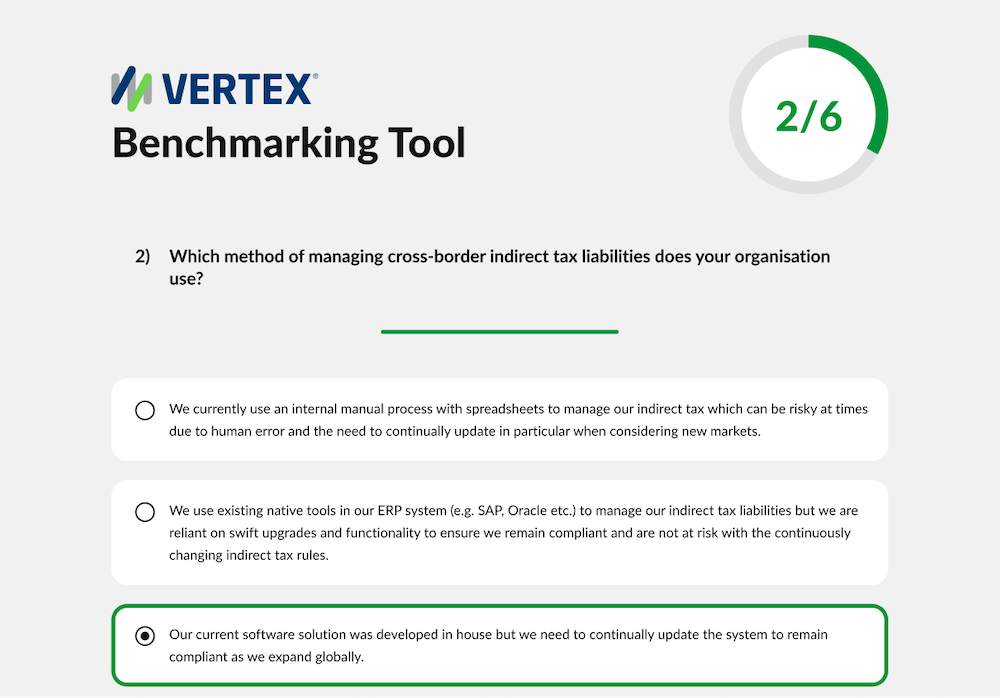 VERTEX®
Benchmarking Tool
2/6
2) Which method of managing cross-border indirect tax liabilities does your organisation
use?
We currently use an internal manual process with spreadsheets to manage our indirect tax which can be risky at times
due to human error and the need to continually update in particular when considering new markets.
We use existing native tools in our ERP system (e.g. SAP, Oracle etc.) to manage our indirect tax liabilities but we are
reliant on swift upgrades and functionality to ensure we remain compliant and are not at risk with the continuously
changing indirect tax rules.
Our current software solution was developed in house but we need to continually update the system to remain
compliant as we expand globally.